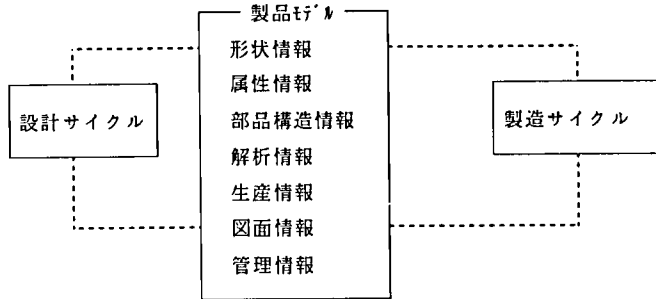 製品ﾓﾃﾞﾙ
形状情報
属性情報
設計サイクル
部品構造情報
製造サイクル
解析情報
生産情報
図面情報
管理情報